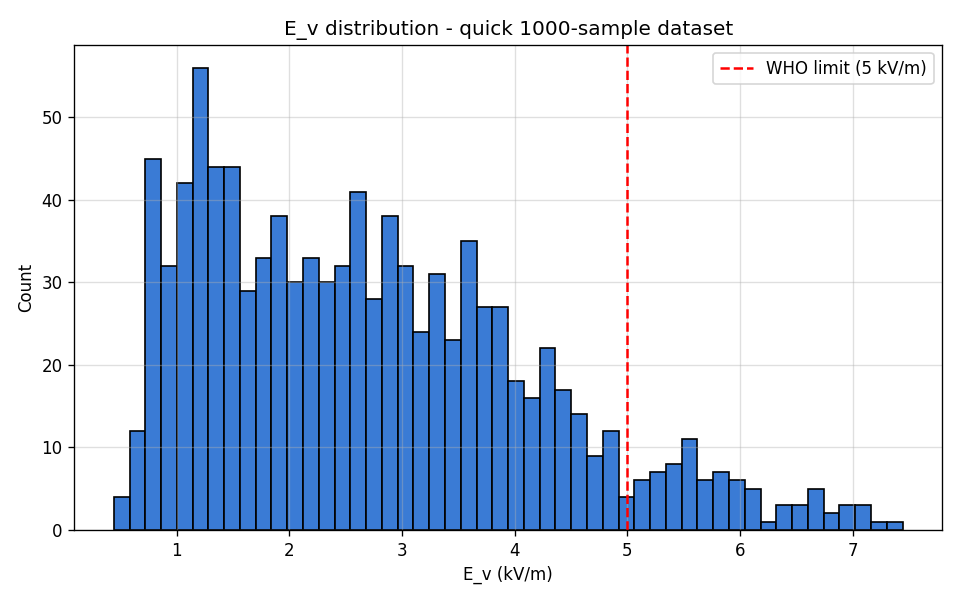 E_v distribution - quick 1000-sample dataset
WHO limit (5 kV/m)
Count
50
40
30
20
10
0
1 2 3 4 5 6 7
E_v (kV/m)